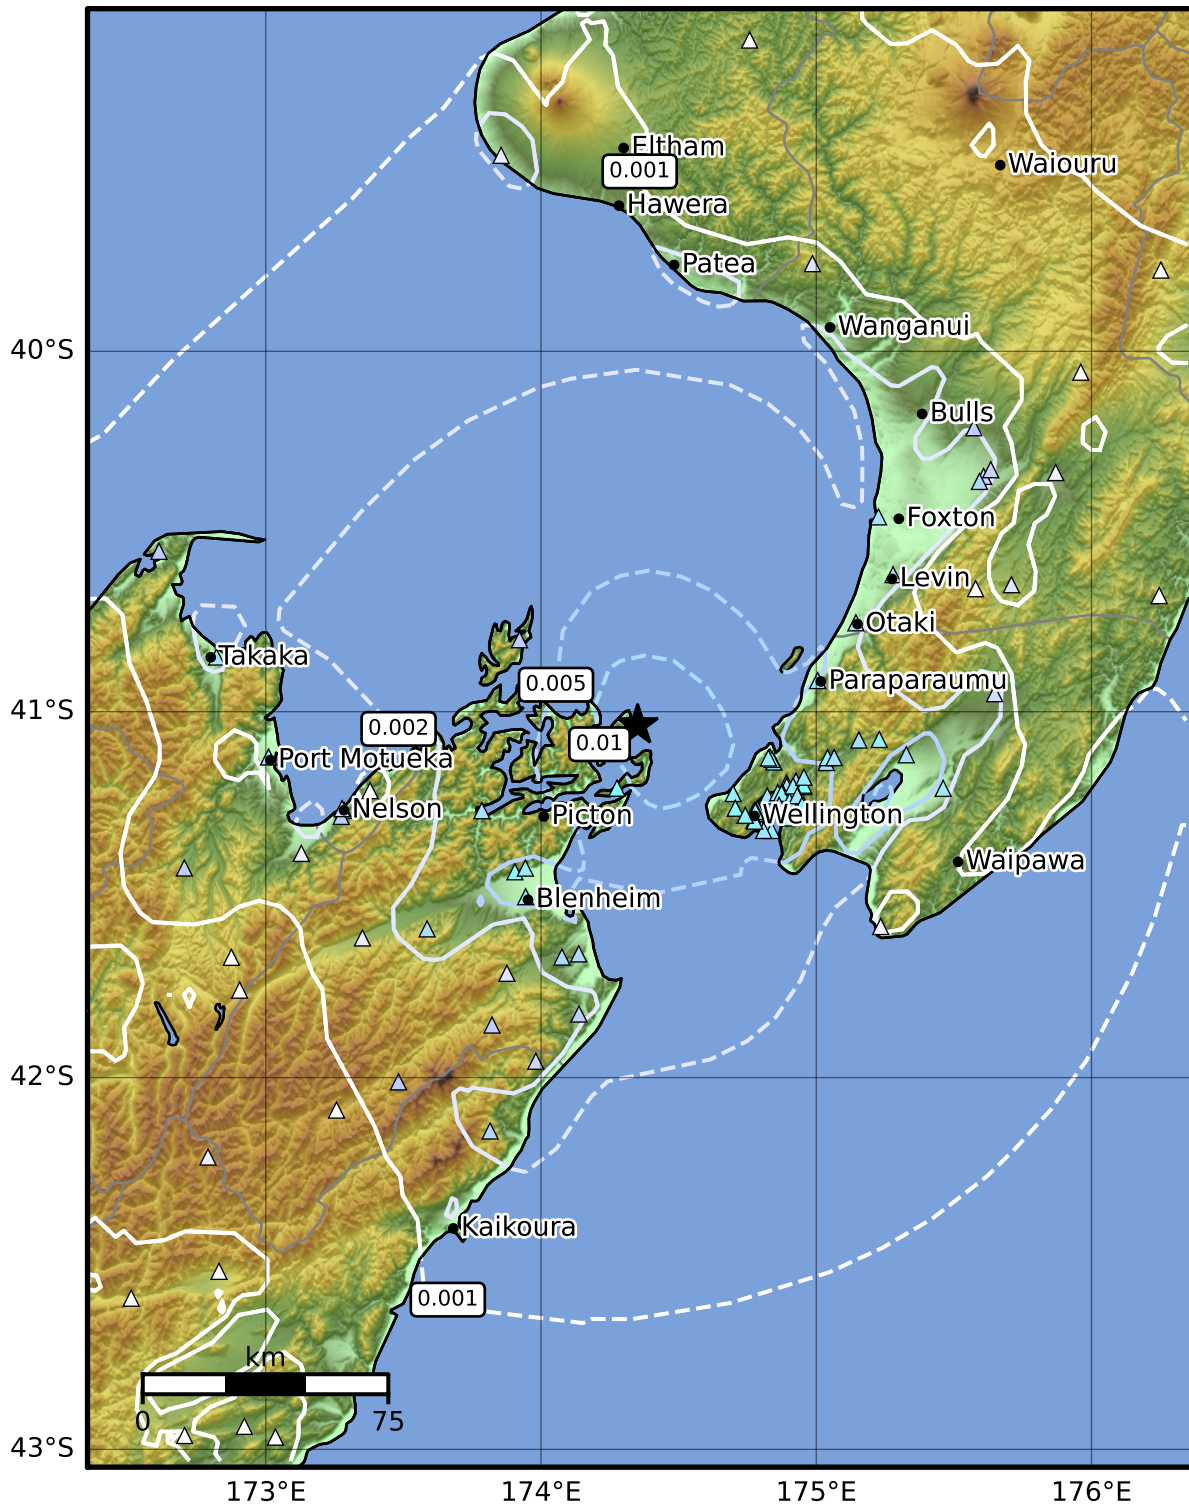 Eltham
0.001
Waiouru
Hawera
Patea
Wanganui
40°S
Bulls
Foxton
Levin
Otaki
Takaka
Paraparaumu
0.005
41°S
0.002
0.01
Port Motueka
Nelson
Picton
Wellington
Waipawa
Blenheim
42°S
Kaikoura
0.001
km
0
75
43°S
173°E
174°E
175°E
176°E